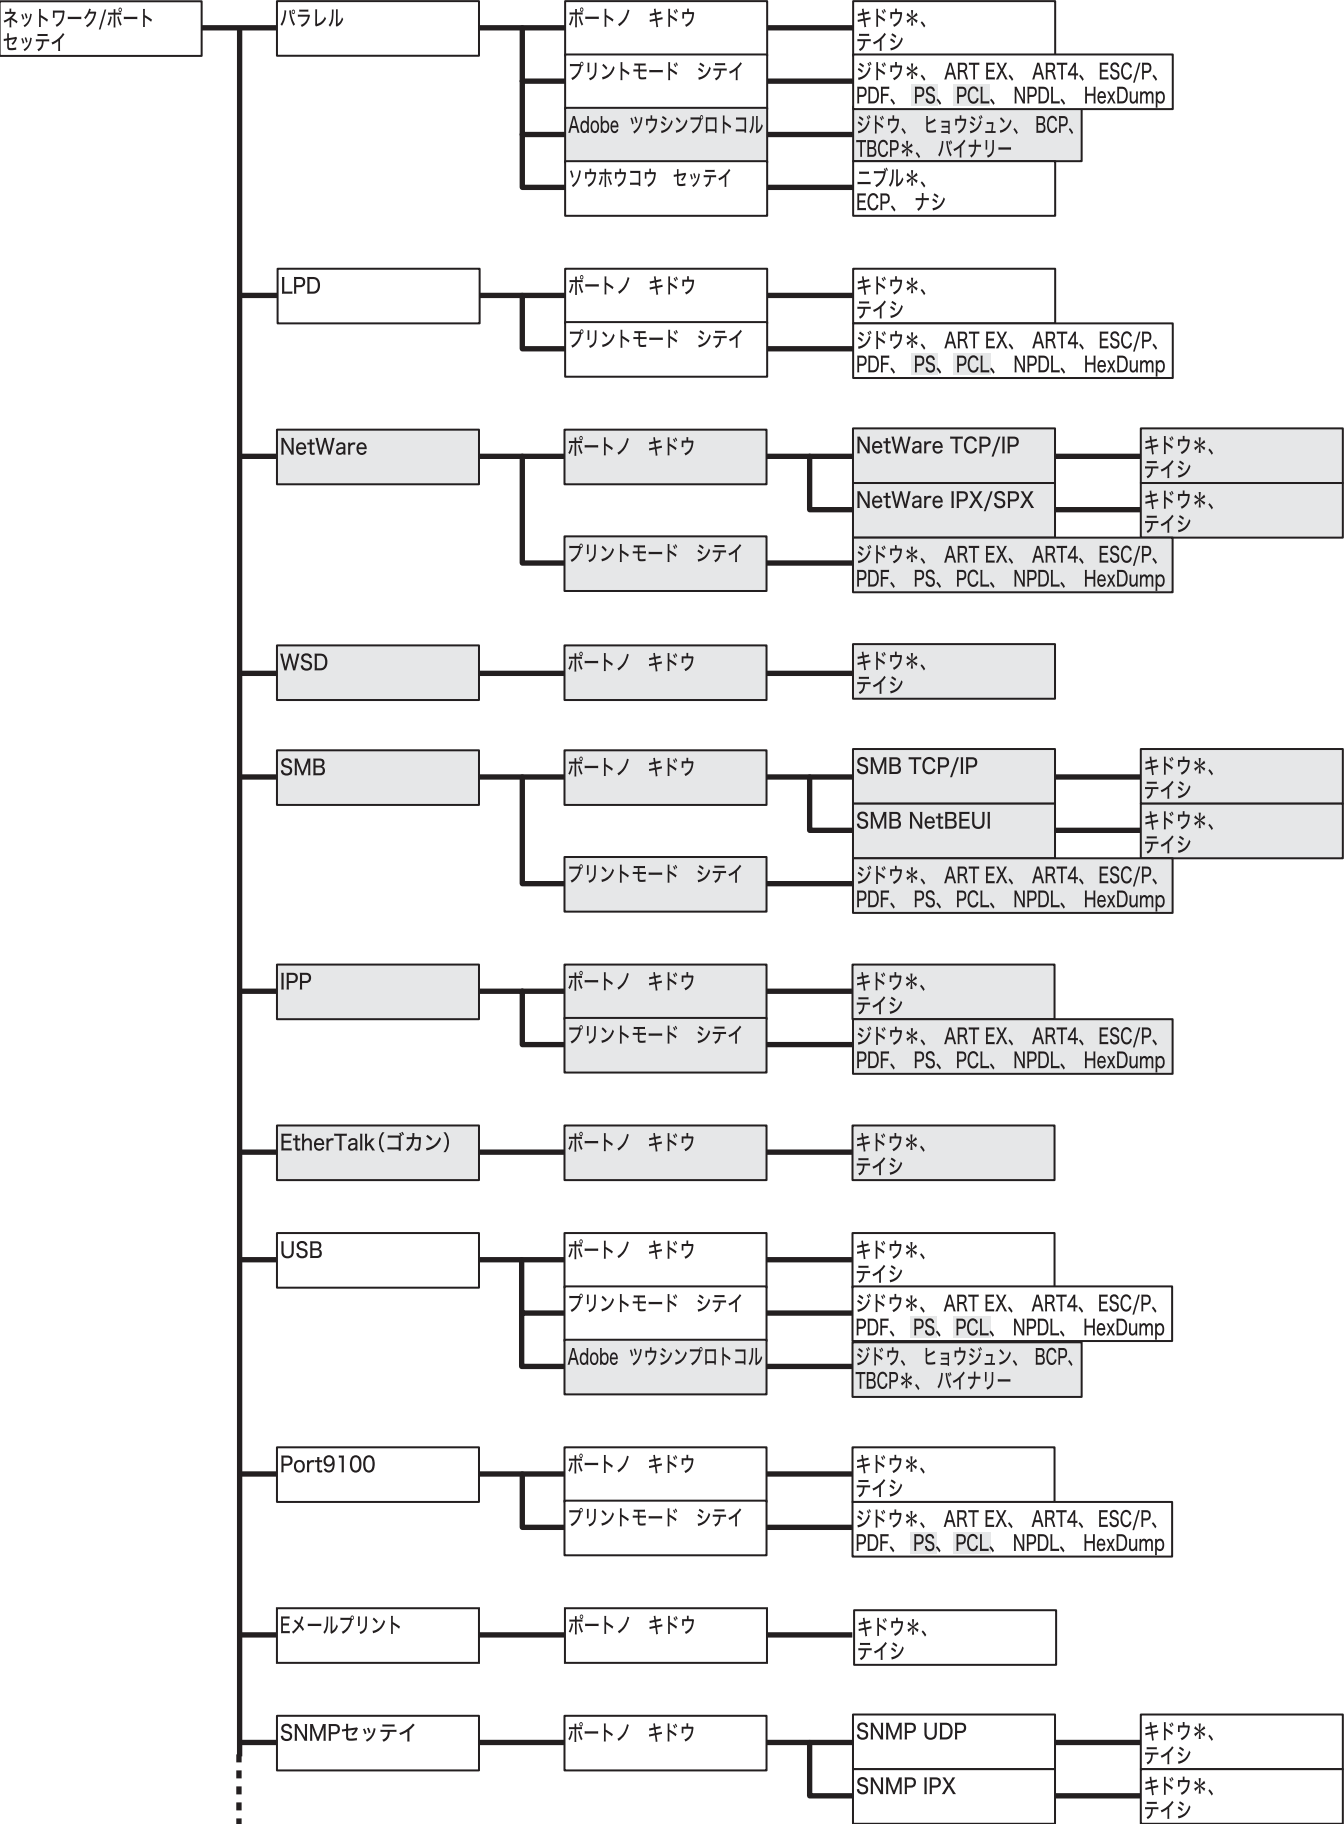 ネットワーク/ポート
セッテイ
パラレル
ポートノ　キドウ
キドウ＊、
テイシ
プリントモード　シテイ
ジドウ＊、 ART EX、 ART4、 ESC/P、
PDF、 PS、 PCL、 NPDL、 HexDump
Adobe ツウシンプロトコル
ジドウ、 ヒョウジュン、 BCP、
TBCP＊、 バイナリー
ソウホウコウ　セッテイ
ニブル＊、
ECP、 ナシ
LPD
ポートノ　キドウ
キドウ＊、
テイシ
プリントモード　シテイ
ジドウ＊、 ART EX、 ART4、 ESC/P、
PDF、 PS、 PCL、 NPDL、 HexDump
NetWare
ポートノ　キドウ
NetWare TCP/IP
キドウ＊、
テイシ
NetWare IPX/SPX
キドウ＊、
テイシ
プリントモード　シテイ
ジドウ＊、 ART EX、 ART4、 ESC/P、
PDF、 PS、 PCL、 NPDL、 HexDump
WSD
ポートノ　キドウ
キドウ＊、
テイシ
SMB
ポートノ　キドウ
SMB TCP/IP
キドウ＊、
テイシ
SMB NetBEUI
キドウ＊、
テイシ
プリントモード　シテイ
ジドウ＊、 ART EX、 ART4、 ESC/P、
PDF、 PS、 PCL、 NPDL、 HexDump
IPP
ポートノ　キドウ
キドウ＊、
テイシ
プリントモード　シテイ
ジドウ＊、 ART EX、 ART4、 ESC/P、
PDF、 PS、 PCL、 NPDL、 HexDump
EtherTalk（ゴカン）
ポートノ　キドウ
キドウ＊、
テイシ
USB
ポートノ　キドウ
キドウ＊、
テイシ
プリントモード　シテイ
ジドウ＊、 ART EX、 ART4、 ESC/P、
PDF、 PS、 PCL、 NPDL、 HexDump
Adobe ツウシンプロトコル
ジドウ、 ヒョウジュン、 BCP、
TBCP＊、 バイナリー
Port9100
ポートノ　キドウ
キドウ＊、
テイシ
プリントモード　シテイ
ジドウ＊、 ART EX、 ART4、 ESC/P、
PDF、 PS、 PCL、 NPDL、 HexDump
Eメールプリント
ポートノ　キドウ
キドウ＊、
テイシ
SNMPセッテイ
ポートノ　キドウ
SNMP UDP
キドウ＊、
テイシ
SNMP IPX
キドウ＊、
テイシ